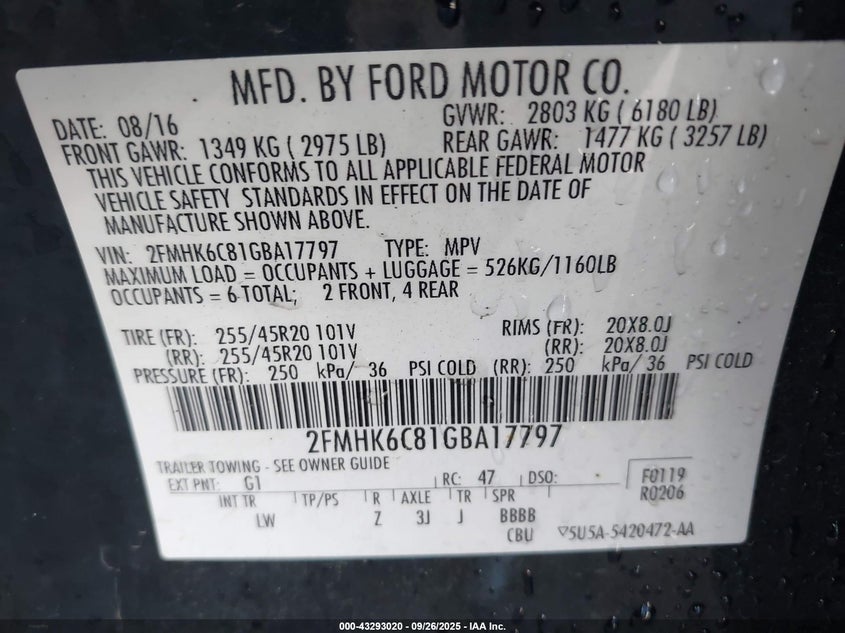 MFD. BY FORD MOTOR CO.
DATE: 08/16 GVWR: 2803 KG ( 6180 LB)
FRONT GAWR: 1349 KG ( 2975 LB) REAR GAWR: 1477 KG ( 3257 LB)
THIS VEHICLE CONFORMS TO ALL APPLICABLE FEDERAL MOTOR
VEHICLE SAFETY STANDARDS IN EFFECT ON THE DATE OF
MANUFACTURE SHOWN ABOVE.
VIN: 2FMHK6C81GBA17797 TYPE: MPV
MAXIMUM LOAD = OCCUPANTS + LUGGAGE = 526KG/1160LB
OCCUPANTS = 6 TOTAL; 2 FRONT, 4 REAR
TIRE (FR): 255/45R20 101V RIMS (FR): 20X8.0J
(RR): 255/45R20 101V (RR): 20X8.0J
PRESSURE (FR): 250 kPa/ 36 PSI COLD (RR): 250 kPa/ 36 PSI COLD
2FMHK6C81GBA17797
TRAILER TOWING - SEE OWNER GUIDE
EXT PNT: G1 RC: 47 DSO: F0119
R0206
INT TR TP/PS R AXLE TR SPR
LW Z 3J J BBBB
CBU 5U5A-5420472-AA
000-43293020 - 09/26/2025 - IAA Inc.